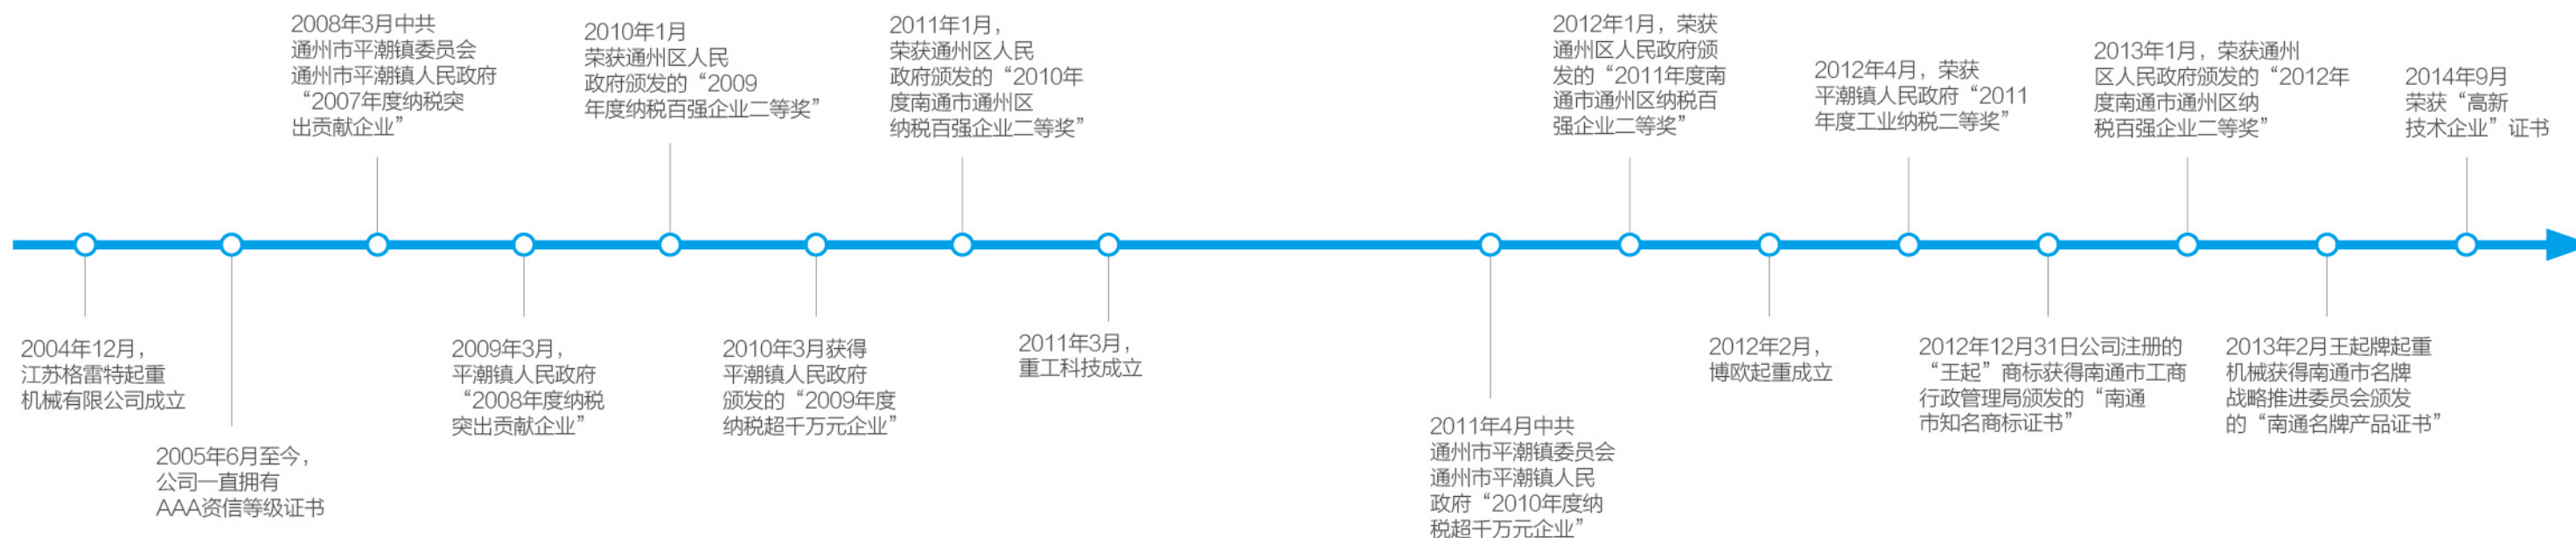 2004年12月，
江苏格雷特起重
机械有限公司成立
2005年6月至今，
公司一直拥有
AAA资信等级证书
2008年3月中共
通州市平潮镇委员会
通州市平潮镇人民政府
“2007年度纳税突
出贡献企业”
2009年3月，
平潮镇人民政府
“2008年度纳税
突出贡献企业”
2010年1月
荣获通州区人民
政府颁发的“2009
年度纳税百强企业二等奖”
2010年3月获得
平潮镇人民政府
颁发的“2009年度
纳税超千万元企业”
2011年1月，
荣获通州区人民
政府颁发的“2010年
度南通市通州区
纳税百强企业二等奖”
2011年3月，
重工科技成立
2011年4月中共
通州市平潮镇委员会
通州市平潮镇人民
政府“2010年度纳
税超千万元企业”
2012年1月，荣获
通州区人民政府颁
发的“2011年度南
通市通州区纳税百
强企业二等奖”
2012年2月，
博欧起重成立
2012年4月，荣获
平潮镇人民政府“2011
年度工业纳税二等奖”
2012年12月31日公司注册的
“王起”商标获得南通市工商
行政管理局颁发的“南通
市知名商标证书”
2013年1月，荣获通州
区人民政府颁发的“2012年
度南通市通州区纳
税百强企业二等奖”
2013年2月王起牌起重
机械获得南通市名牌
战略推进委员会颁发
的“南通名牌产品证书”
2014年9月
荣获“高新
技术企业”证书